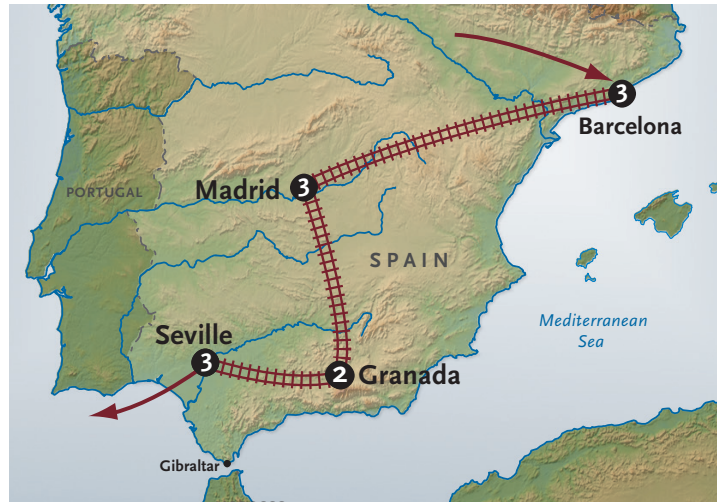 3
Barcelona
Madrid
3
PORTUGAL
SPAIN
Mediterranean
Sea
Seville
3
2
Granada
Gibraltar